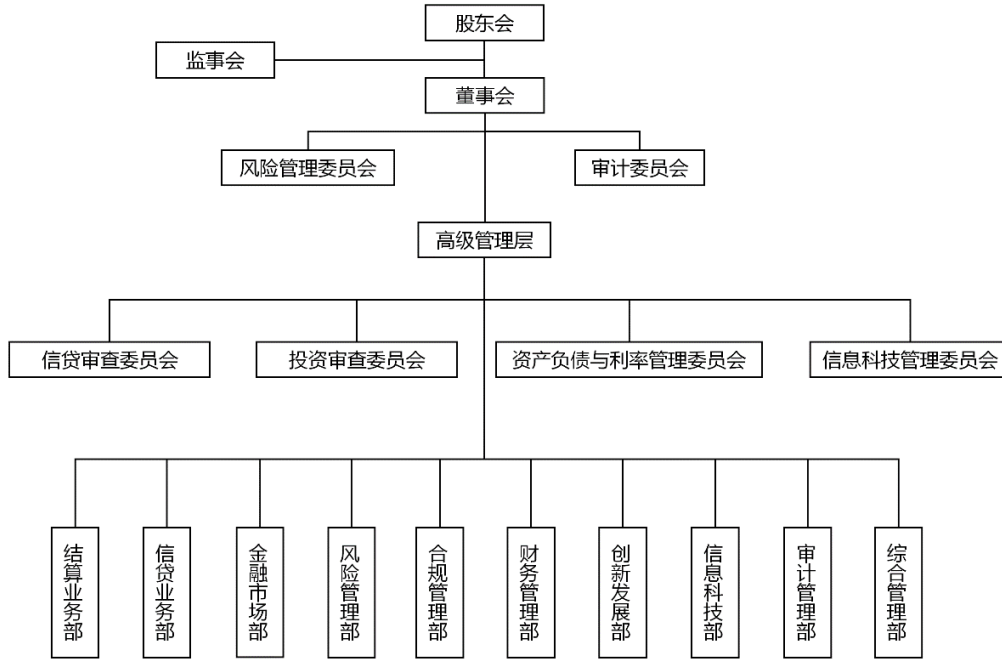 股东会
监事会
董事会
风险管理委员会
审计委员会
高级管理层
信贷审查委员会
投资审查委员会
资产负债与利率管理委员会
信息科技管理委员会
结算业务部
信贷业务部
金融市场部
风险管理部
合规管理部
财务管理部
创新发展部
信息科技部
审计管理部
综合管理部